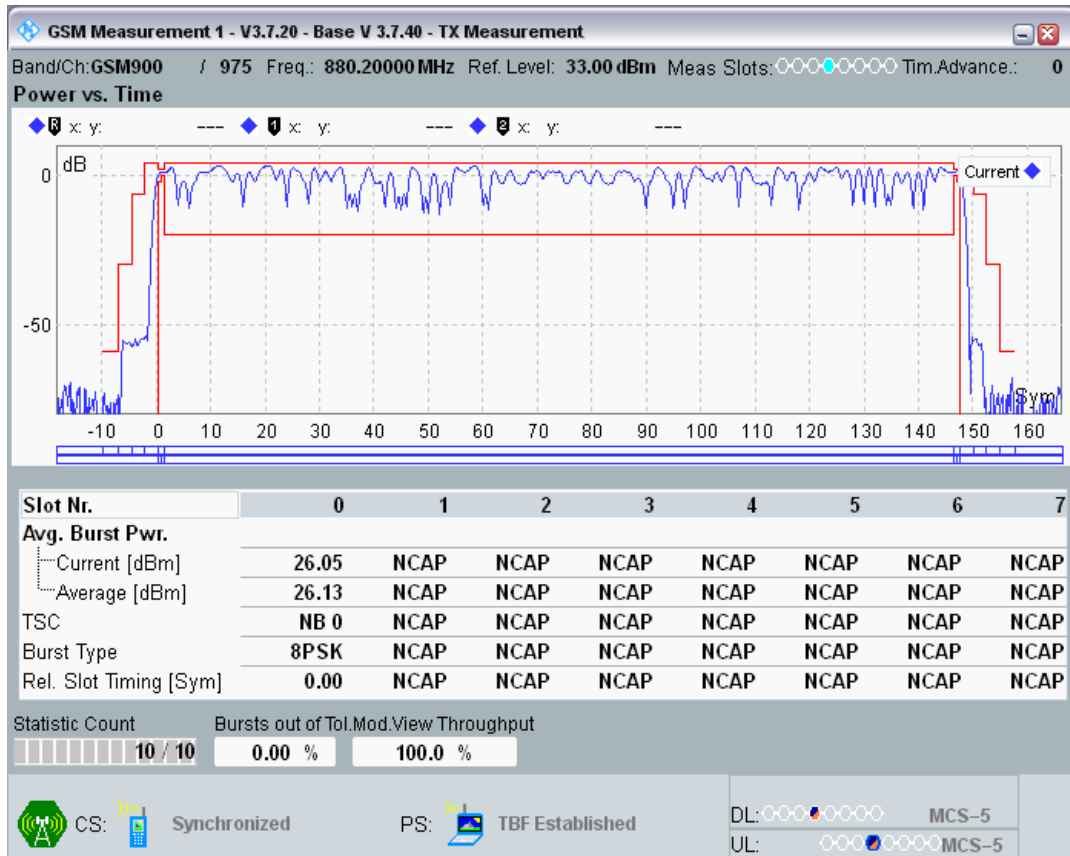 GSM Measurement 1 - V3.7.20 - Base V 3.7.40 - TX Measurement
Band/Ch:GSM900 / 975 Freq.: 880.20000 MHz Ref. Level: 33.00 dBm Meas Slots: Tim.Advance.: 0
Power vs. Time
R x: y: --- 1 x: y: --- 2 x: y: ---
dB
Current
0
-50
Sym
-10 0 10 20 30 40 50 60 70 80 90 100 110 120 130 140 150 160
Slot Nr. 0 1 2 3 4 5 6 7
Avg. Burst Pwr.
Current [dBm] 26.05 NCAP NCAP NCAP NCAP NCAP NCAP NCAP
Average [dBm] 26.13 NCAP NCAP NCAP NCAP NCAP NCAP NCAP
TSC NB 0 NCAP NCAP NCAP NCAP NCAP NCAP NCAP
Burst Type 8PSK NCAP NCAP NCAP NCAP NCAP NCAP NCAP
Rel. Slot Timing [Sym] 0.00 NCAP NCAP NCAP NCAP NCAP NCAP NCAP
Statistic Count Bursts out of Tol. Mod.View Throughput
10 / 10 0.00 % 100.0 %
CS: Synchronized PS: TBF Established
DL: MCS-5
UL: MCS-5